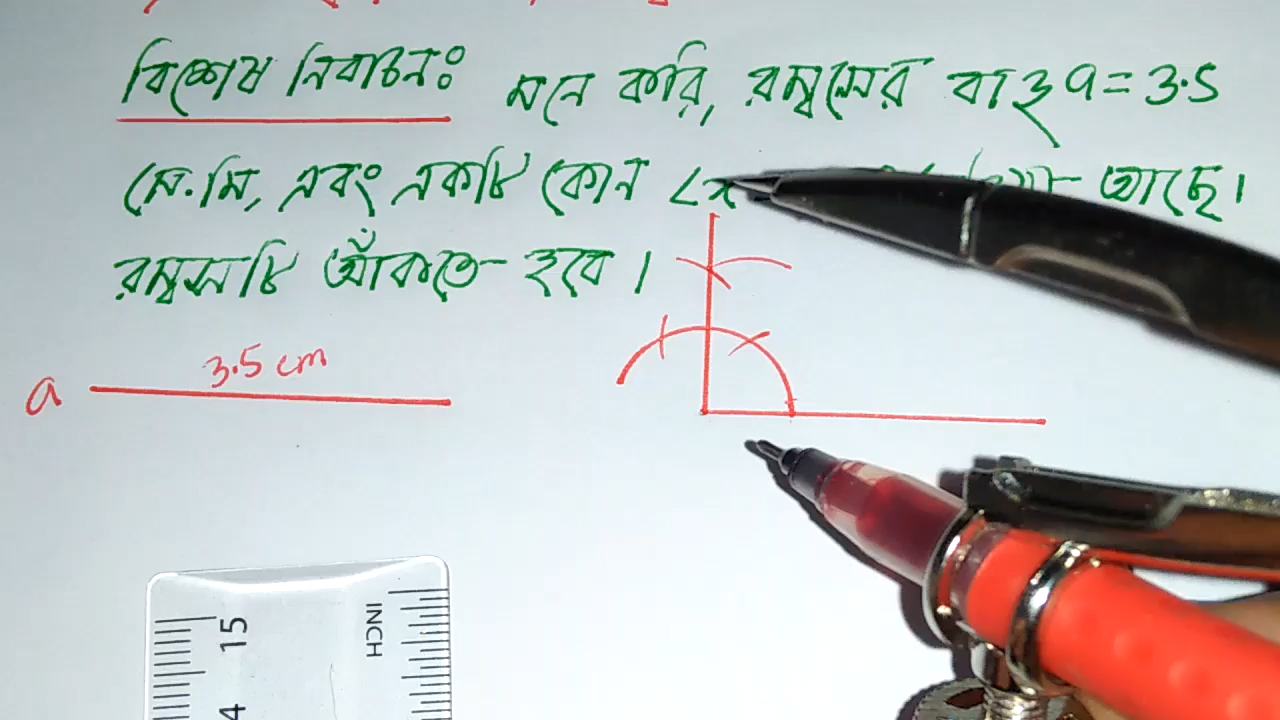 বিশেষ নির্বাচনঃ মনে করি, রম্বসের বাহু a = 3.5
সে.মি, এবং একটি কোন ∠x আছে।
রম্বসটি আঁকতে হবে।
3.5 cm
a
INCH
15
4